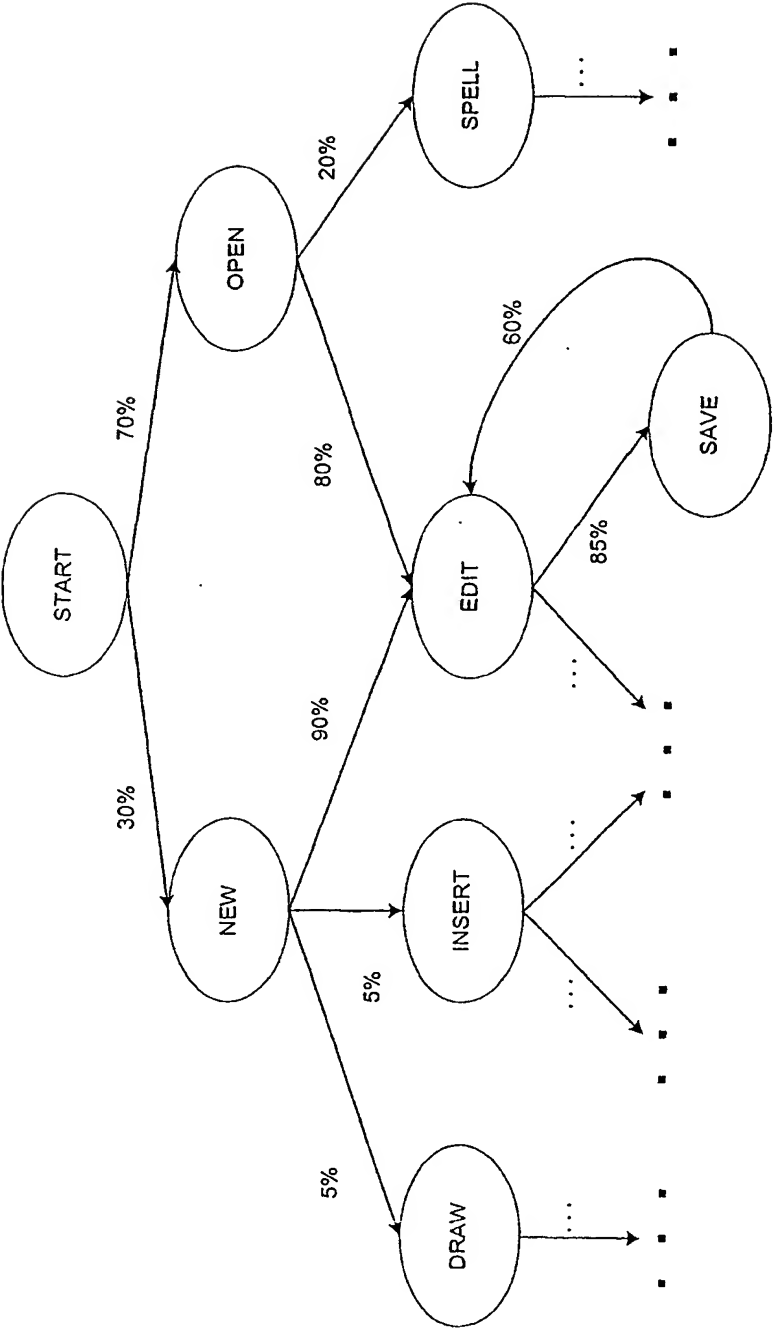 START
30%
70%
NEW
OPEN
5%
5%
90%
80%
20%
DRAW
INSERT
EDIT
SPELL
60%
85%
...
...
...
...
...
SAVE